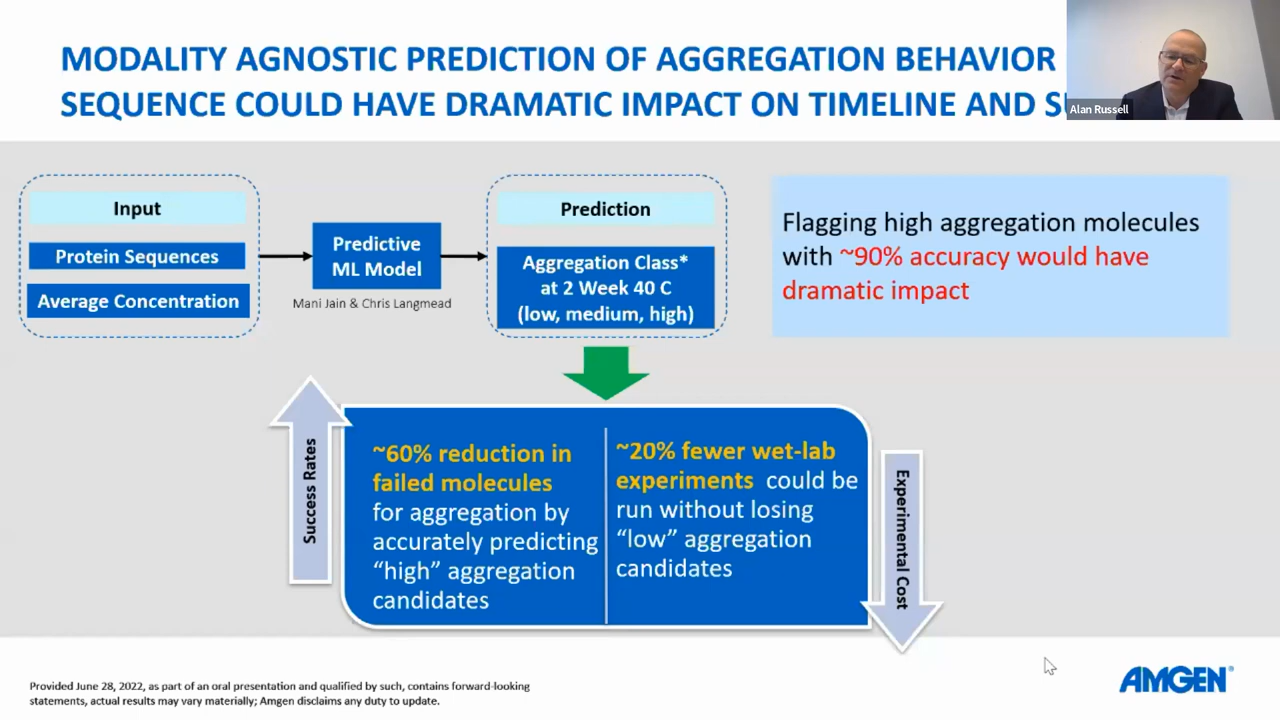 MODALITY AGNOSTIC PREDICTION OF AGGREGATION BEHAVIOR
SEQUENCE COULD HAVE DRAMATIC IMPACT ON TIMELINE AND
Alan Russell
Input
Protein Sequences
Average Concentration
Predictive
ML Model
Mani Jain & Chris Langmead
Prediction
Aggregation Class*
at 2 Week 40 C
(low, medium, high)
Flagging high aggregation molecules
with ~90% accuracy would have
dramatic impact
Success Rates
~60% reduction in
failed molecules
for aggregation by
accurately predicting
“high” aggregation
candidates
~20% fewer wet-lab
experiments could be
run without losing
“low” aggregation
candidates
Experimental Cost
Provided June 28, 2022, as part of an oral presentation and qualified by such, contains forward-looking
statements, actual results may vary materially; Amgen disclaims any duty to update.
AMGEN®